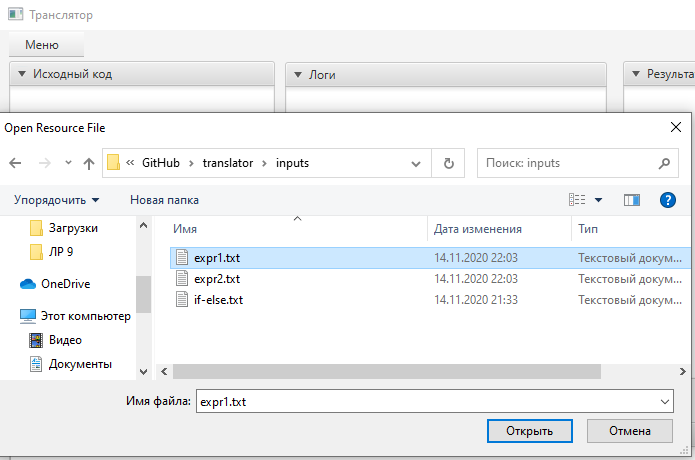 Транслятор
Меню
Исходный код
Логи
Результа
Open Resource File
« GitHub › translator › inputs
Поиск: inputs
Упорядочить
Новая папка
Загрузки
ЛР 9
OneDrive
Этот компьютер
Видео
Документы
Имя Дата изменения Тип
expr1.txt 14.11.2020 22:03 Текстовый докум...
expr2.txt 14.11.2020 22:03 Текстовый докум...
if-else.txt 14.11.2020 21:33 Текстовый докум...
Имя файла: expr1.txt
Открыть Отмена